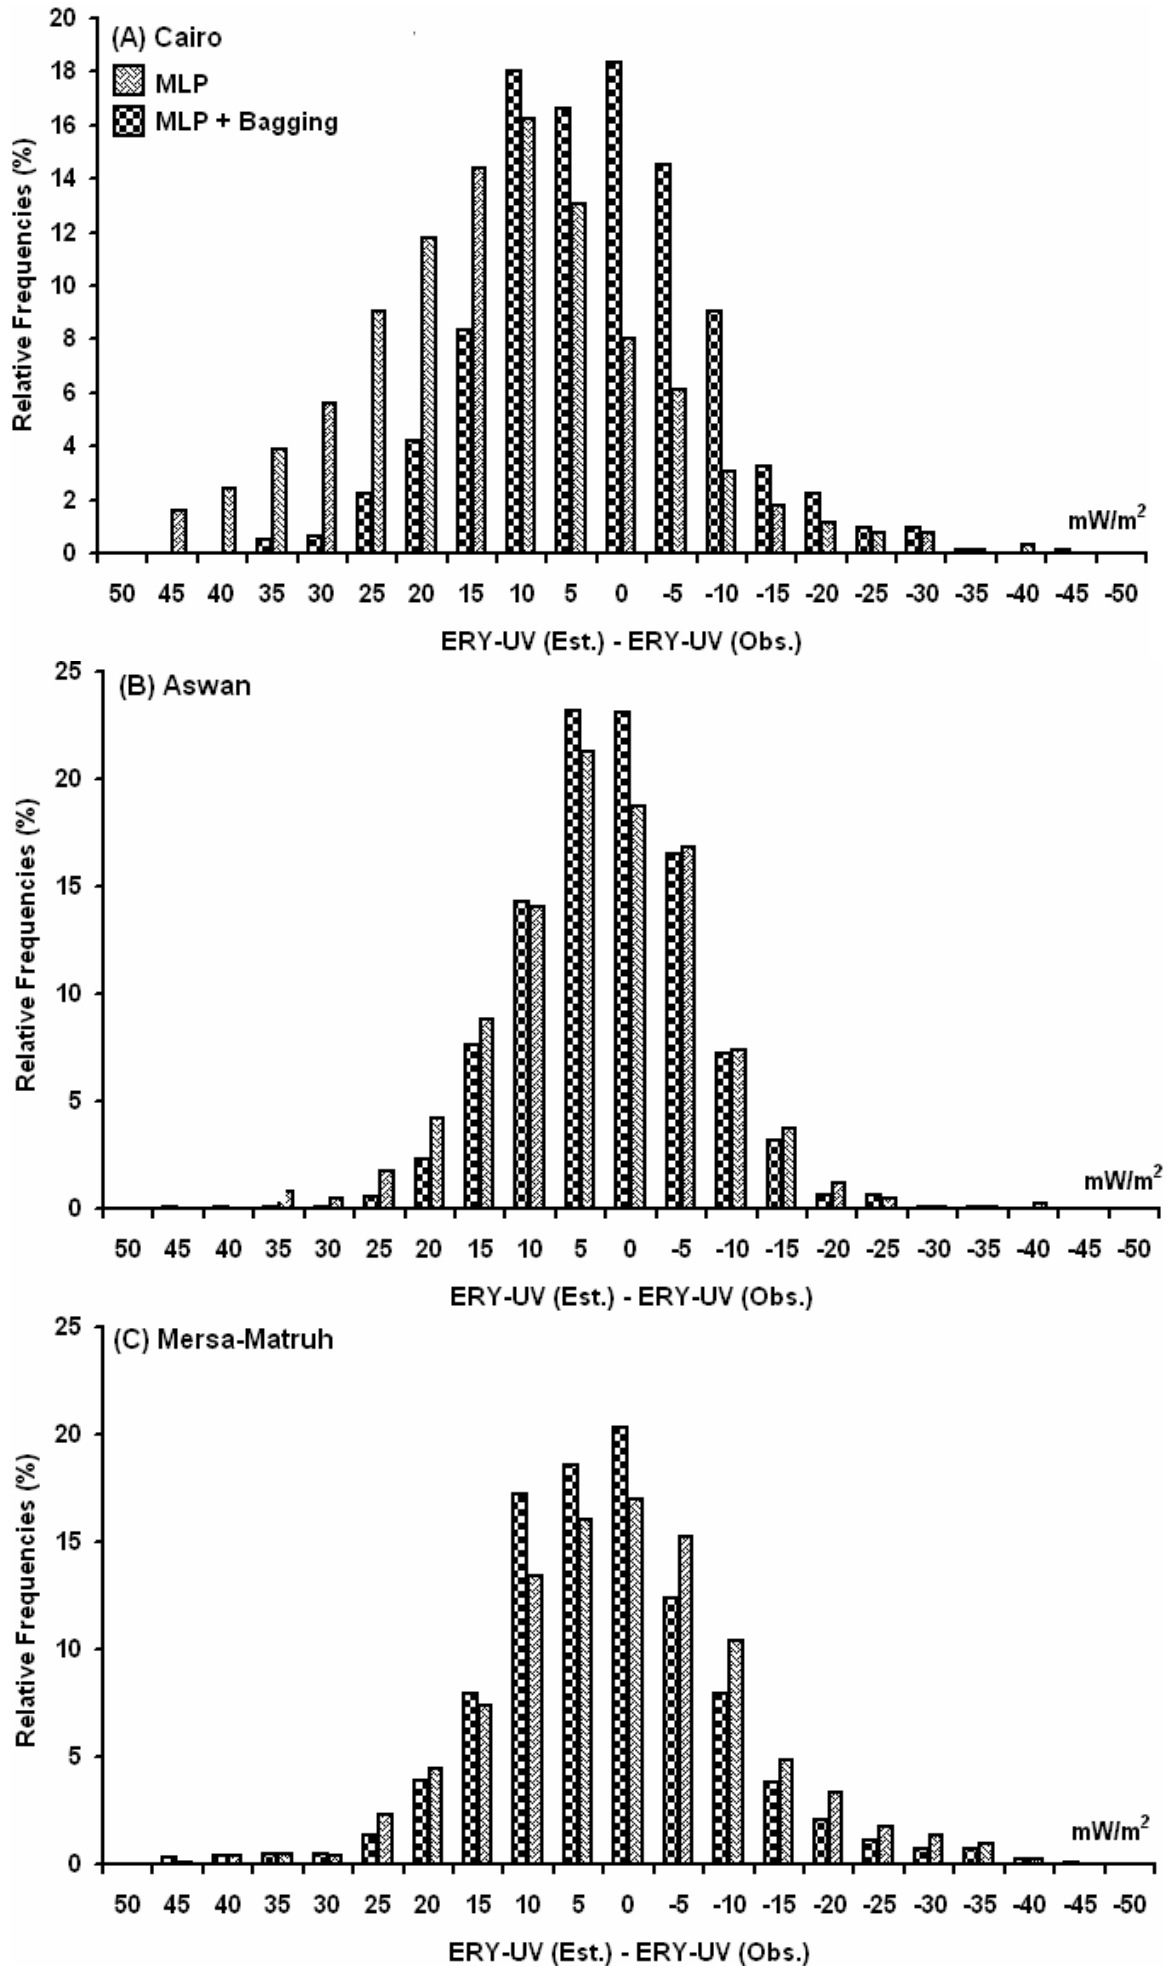 20
(A) Cairo
18
MLP
16
MLP + Bagging
14
12
10
8
6
4
2
0
Relative Frequencies (%)
mW/m²
50 45 40 35 30 25 20 15 10 5 0 -5 -10 -15 -20 -25 -30 -35 -40 -45 -50
ERY-UV (Est.) - ERY-UV (Obs.)
25
(B) Aswan
20
15
10
5
0
Relative Frequencies (%)
mW/m²
50 45 40 35 30 25 20 15 10 5 0 -5 -10 -15 -20 -25 -30 -35 -40 -45 -50
ERY-UV (Est.) - ERY-UV (Obs.)
25
(C) Mersa-Matruh
20
15
10
5
0
Relative Frequencies (%)
mW/m²
50 45 40 35 30 25 20 15 10 5 0 -5 -10 -15 -20 -25 -30 -35 -40 -45 -50
ERY-UV (Est.) - ERY-UV (Obs.)